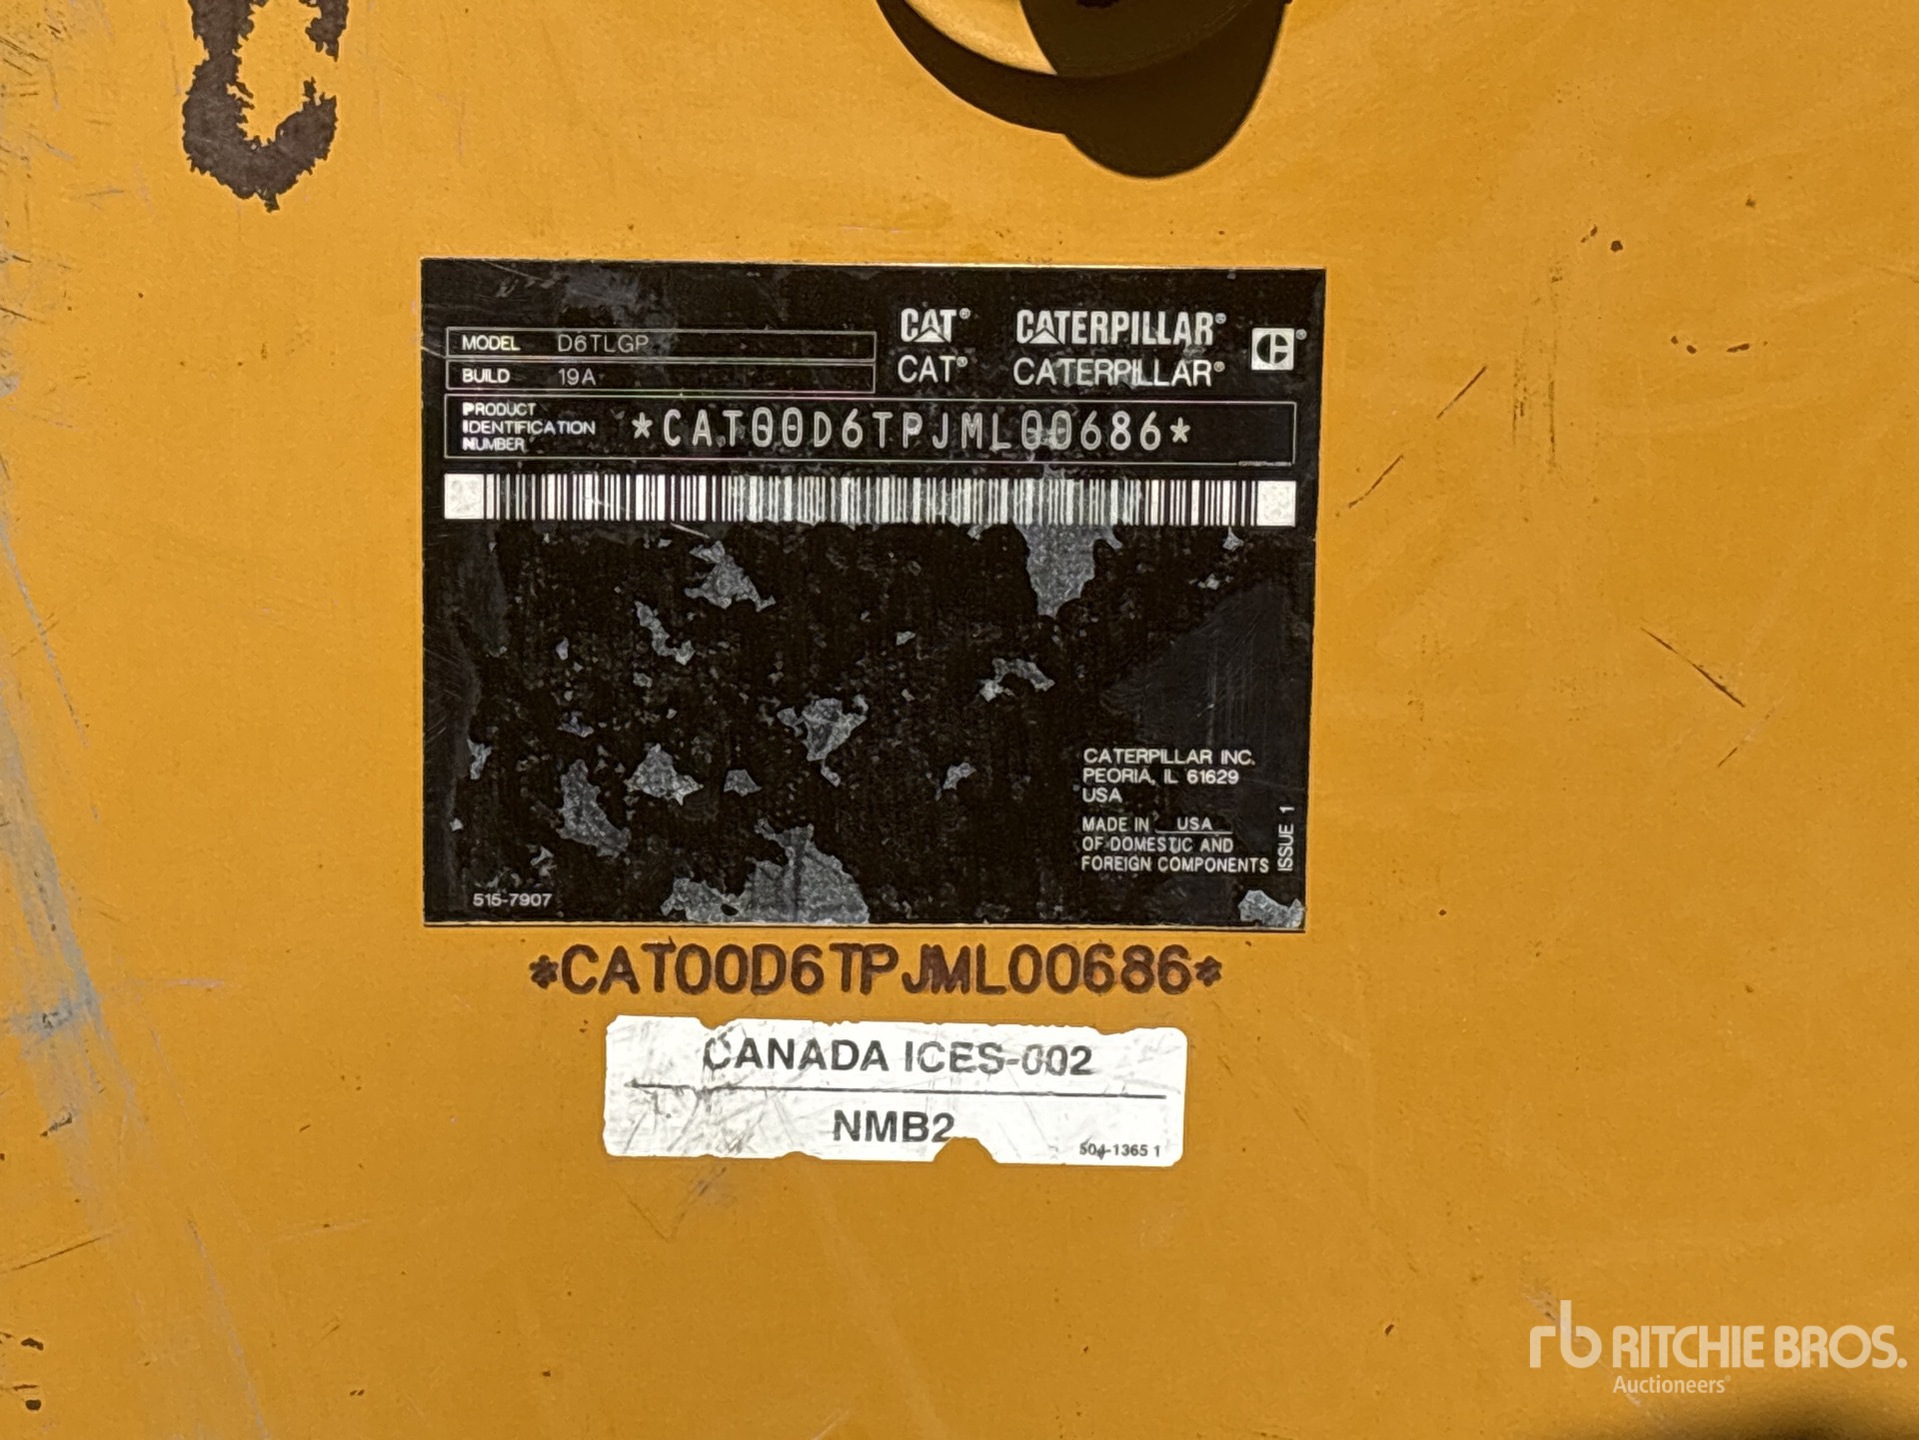 MODEL D6TLGP
BUILD 19A
CAT® CATERPILLAR®
CAT® CATERPILLAR®
PRODUCT
IDENTIFICATION
NUMBER
*CAT00D6TPJML00686*
CATERPILLAR INC.
PEORIA, IL 61629
USA
MADE IN USA
OF DOMESTIC AND
FOREIGN COMPONENTS
ISSUE 1
515-7907
*CAT00D6TPJML00686*
CANADA ICES-002
NMB2
504-1365 1
rb RITCHIE BROS.
Auctioneers